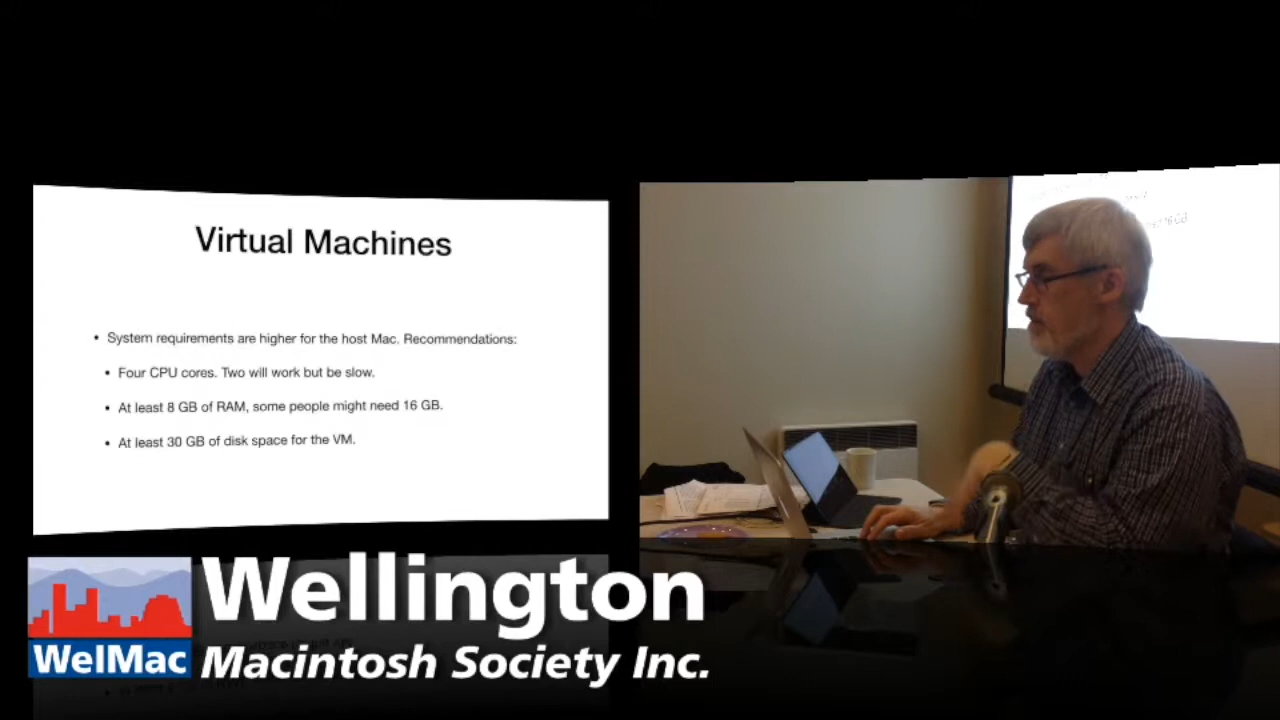 Virtual Machines
• System requirements are higher for the host Mac. Recommendations:
• Four CPU cores. Two will work but be slow.
• At least 8 GB of RAM, some people might need 16 GB.
• At least 30 GB of disk space for the VM.
16 GB.
WelMac
Wellington
Macintosh Society Inc.